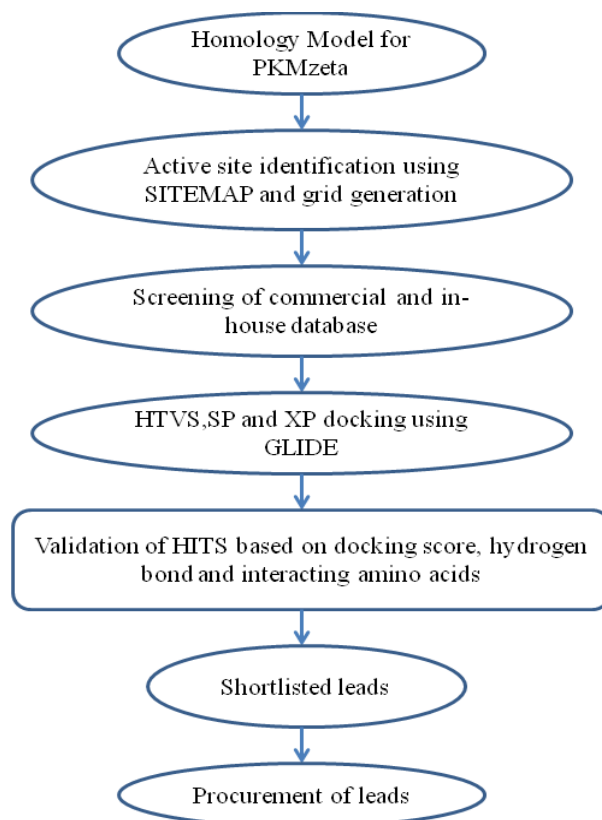 Homology Model for
PKMzeta
Active site identification using
SITEMAP and grid generation
Screening of commercial and in-
house database
HTVS,SP and XP docking using
GLIDE
Validation of HITS based on docking score, hydrogen
bond and interacting amino acids
Shortlisted leads
Procurement of leads